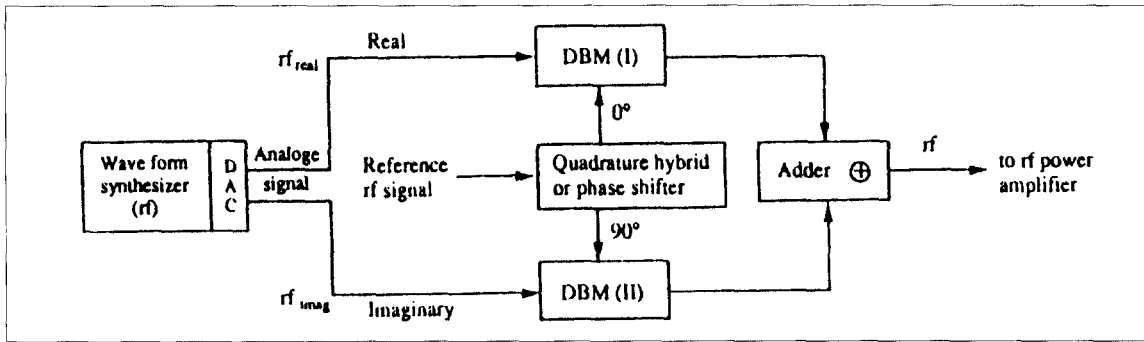 Real
rf real
DBM (I)
0°
Wave form
synthesizer
(rf)
D
A
C
Analoge
signal
Reference
rf signal
Quadrature hybrid
or phase shifter
Adder ⊕
rf
to rf power
amplifier
90°
rf imag
Imaginary
DBM (II)